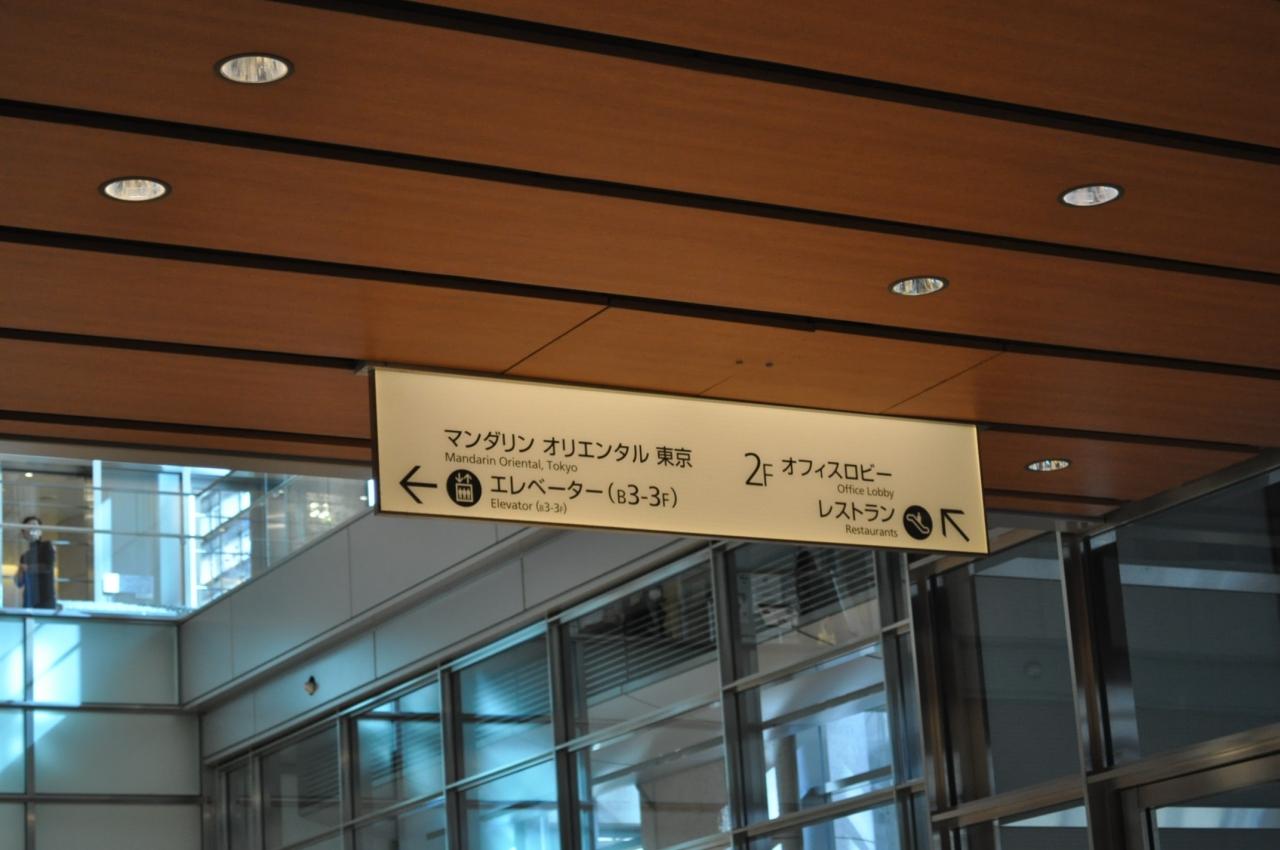 マンダリン オリエンタル 東京
Mandarin Oriental, Tokyo
エレベーター(B3-3F)
Elevator (B3-3F)
2F オフィスロビー
Office Lobby
レストラン
Restaurants